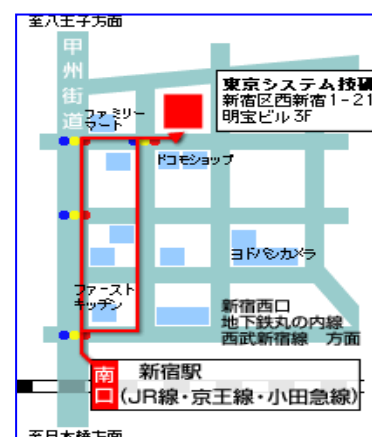 至八王子方面
甲州街道
ファミリー
マート
東京システム技研
新宿区西新宿1-21
明宝ビル3F
ドコモショップ
ヨドバシカメラ
ファースト
キッチン
新宿西口
地下鉄丸の内線
西武新宿線 方面
南口
新宿駅
(JR線・京王線・小田急線)
至日本橋方面